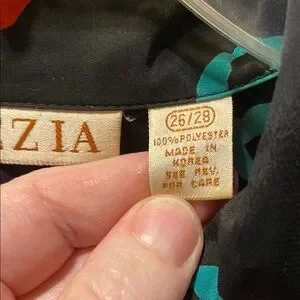 ZIA
26/28
100% POLYESTER
MADE IN
KOREA
SEE REV.
FOR CARE